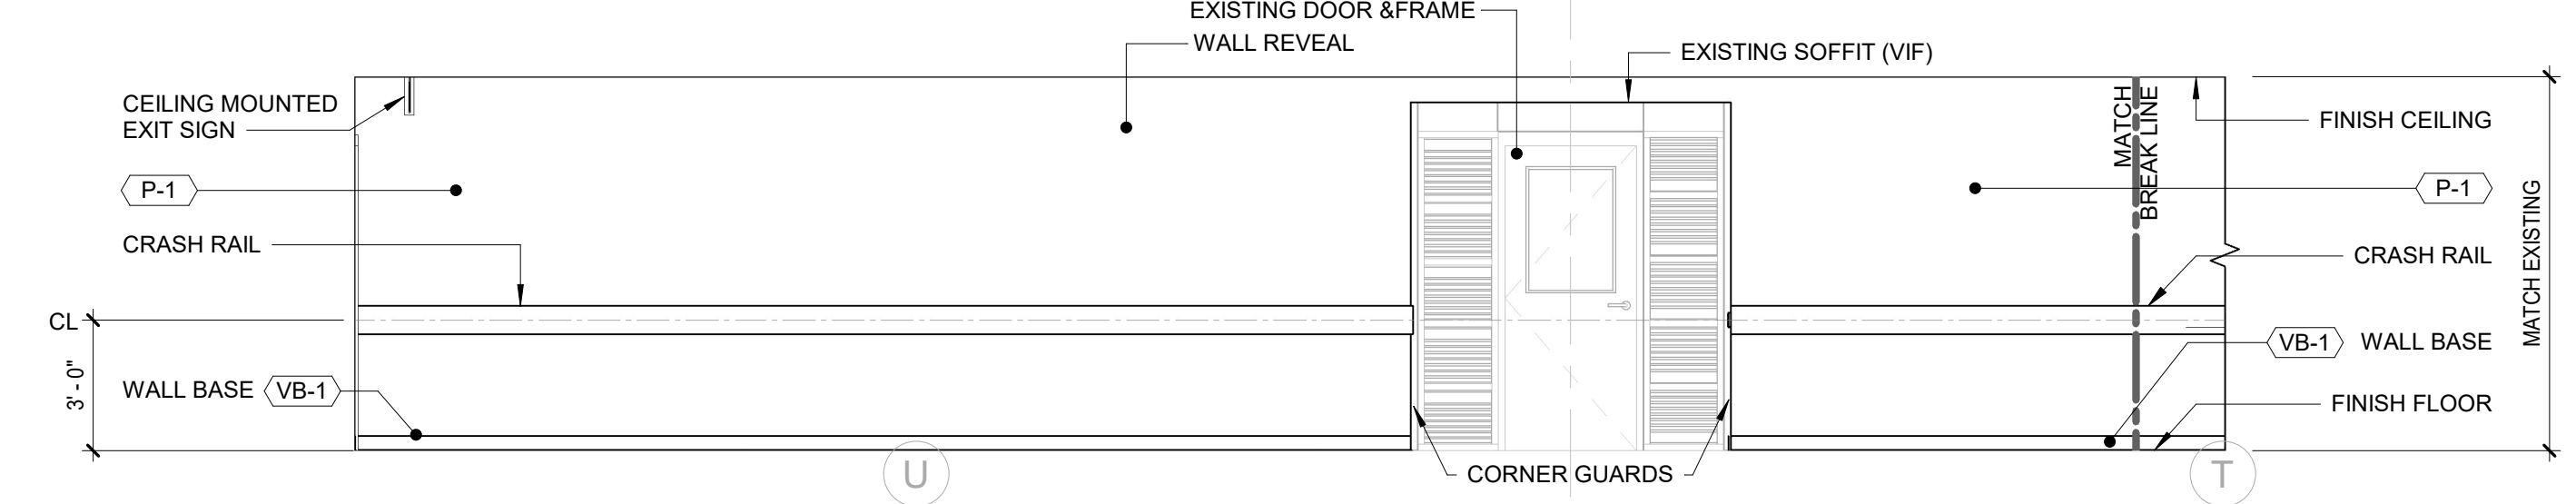 EXISTING DOOR &FRAME
WALL REVEAL
EXISTING SOFFIT (VIF)
CEILING MOUNTED
EXIT SIGN
MATCH
BREAK LINE
FINISH CEILING
P-1
P-1
MATCH EXISTING
CRASH RAIL
CRASH RAIL
CL
3' - 0"
VB-1 WALL BASE
WALL BASE VB-1
FINISH FLOOR
CORNER GUARDS
U
T